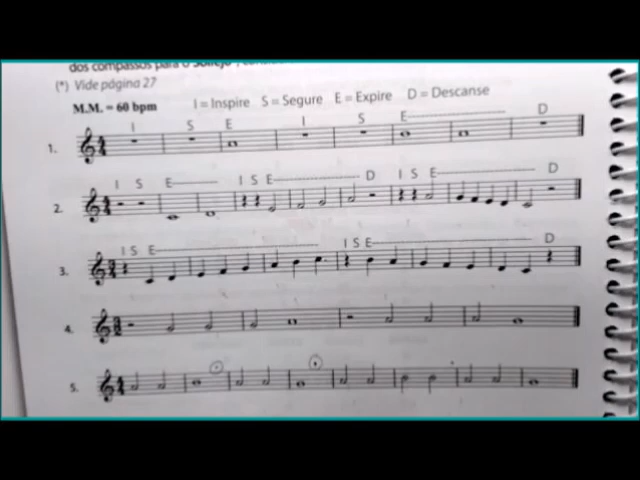 dos compassos para o Solfejo
(*) Vide página 27
M.M. = 60 bpm I = Inspire S = Segure E = Expire D = Descanse
I S E I S E D
1.
I S E I S E D I S E D
2.
I S E I S E D
3.
4.
5.